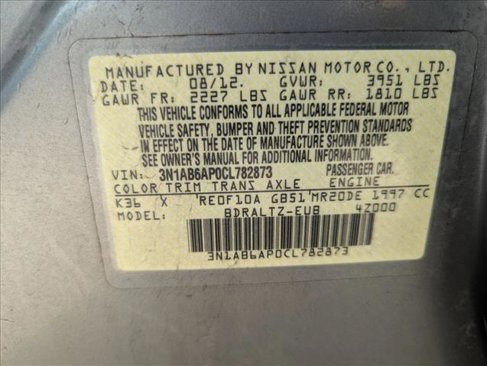 MANUFACTURED BY NISSAN MOTOR CO., LTD.
DATE: 08/12. GVWR: 3951 LBS
GAWR FR: 2227 LBS GAWR RR: 1810 LBS
THIS VEHICLE CONFORMS TO ALL APPLICABLE FEDERAL MOTOR
VEHICLE SAFETY, BUMPER AND THEFT PREVENTION STANDARDS
IN EFFECT ON THE DATE OF MANUFACTURE SHOWN ABOVE.
SEE OWNER'S MANUAL FOR MORE INFORMATION.
VIN: 3N1AB6AP0CL782873 PASSENGER CAR.
COLOR TRIM TRANS AXLE ENGINE
K36 X RE0F10A GB51 MR20DE 1997 CC
MODEL: BDRALTZ-EUB 4Z000
3N1AB6AP0CL782873